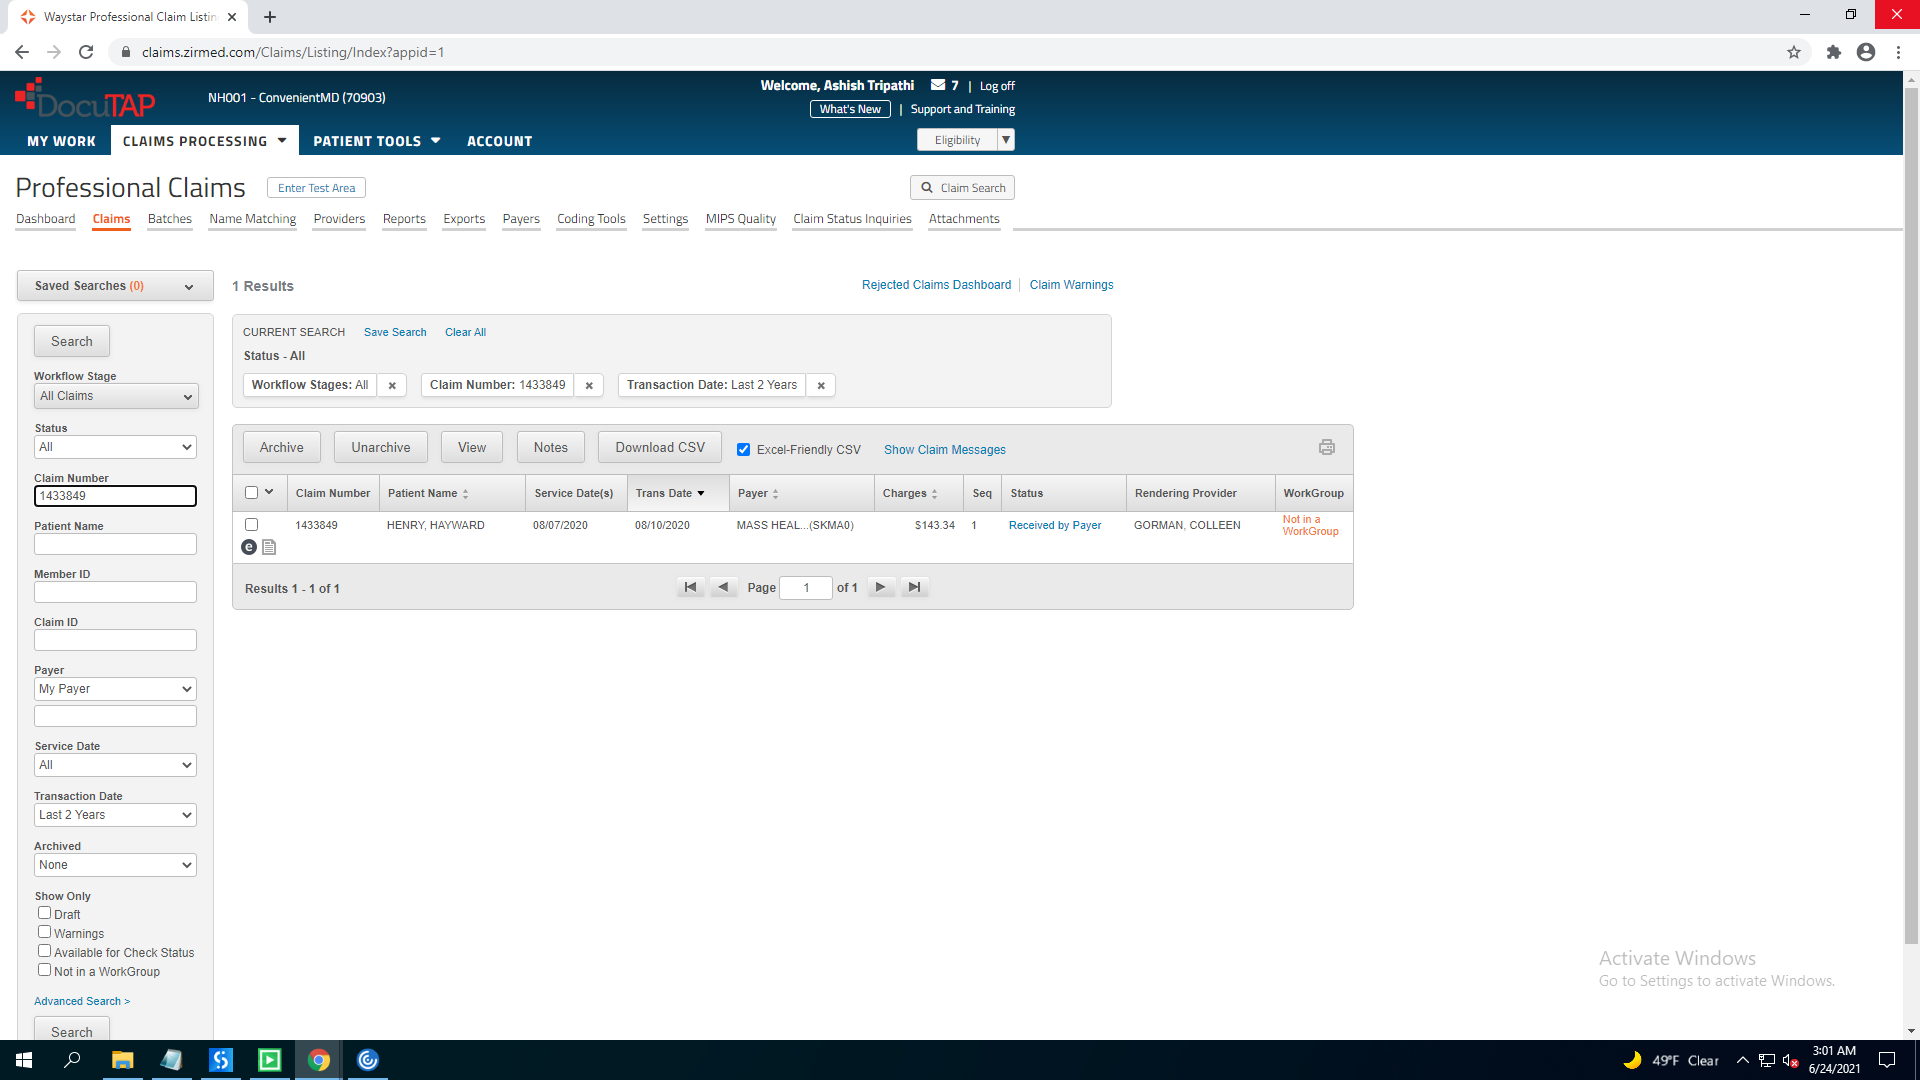 Waystar Professional Claim Listin
claims.zirmed.com/Claims/Listing/Index?appid=1
DocuTAP
NH001 - ConvenientMD (70903)
Welcome, Ashish Tripathi 7 | Log off
What's New | Support and Training
MY WORK CLAIMS PROCESSING PATIENT TOOLS ACCOUNT
Eligibility
Professional Claims Enter Test Area Claim Search
Dashboard Claims Batches Name Matching Providers Reports Exports Payers Coding Tools Settings MIPS Quality Claim Status Inquiries Attachments
Saved Searches (0)
1 Results
Rejected Claims Dashboard Claim Warnings
Search
Workflow Stage
All Claims
Status
All
Claim Number
1433849
Patient Name
Member ID
Claim ID
Payer
My Payer
Service Date
All
Transaction Date
Last 2 Years
Archived
None
Show Only
Draft
Warnings
Available for Check Status
Not in a WorkGroup
Advanced Search >
Search
CURRENT SEARCH Save Search Clear All
Status - All
Workflow Stages: All × Claim Number: 1433849 × Transaction Date: Last 2 Years ×
Archive Unarchive View Notes Download CSV Excel-Friendly CSV Show Claim Messages
Claim Number Patient Name Service Date(s) Trans Date Payer Charges Seq Status Rendering Provider WorkGroup
1433849 HENRY, HAYWARD 08/07/2020 08/10/2020 MASS HEAL...(SKMA0) $143.34 1 Received by Payer GORMAN, COLLEEN Not in a
WorkGroup
e
Results 1 - 1 of 1 Page 1 of 1
Activate Windows
Go to Settings to activate Windows.
49°F Clear
3:01 AM
6/24/2021